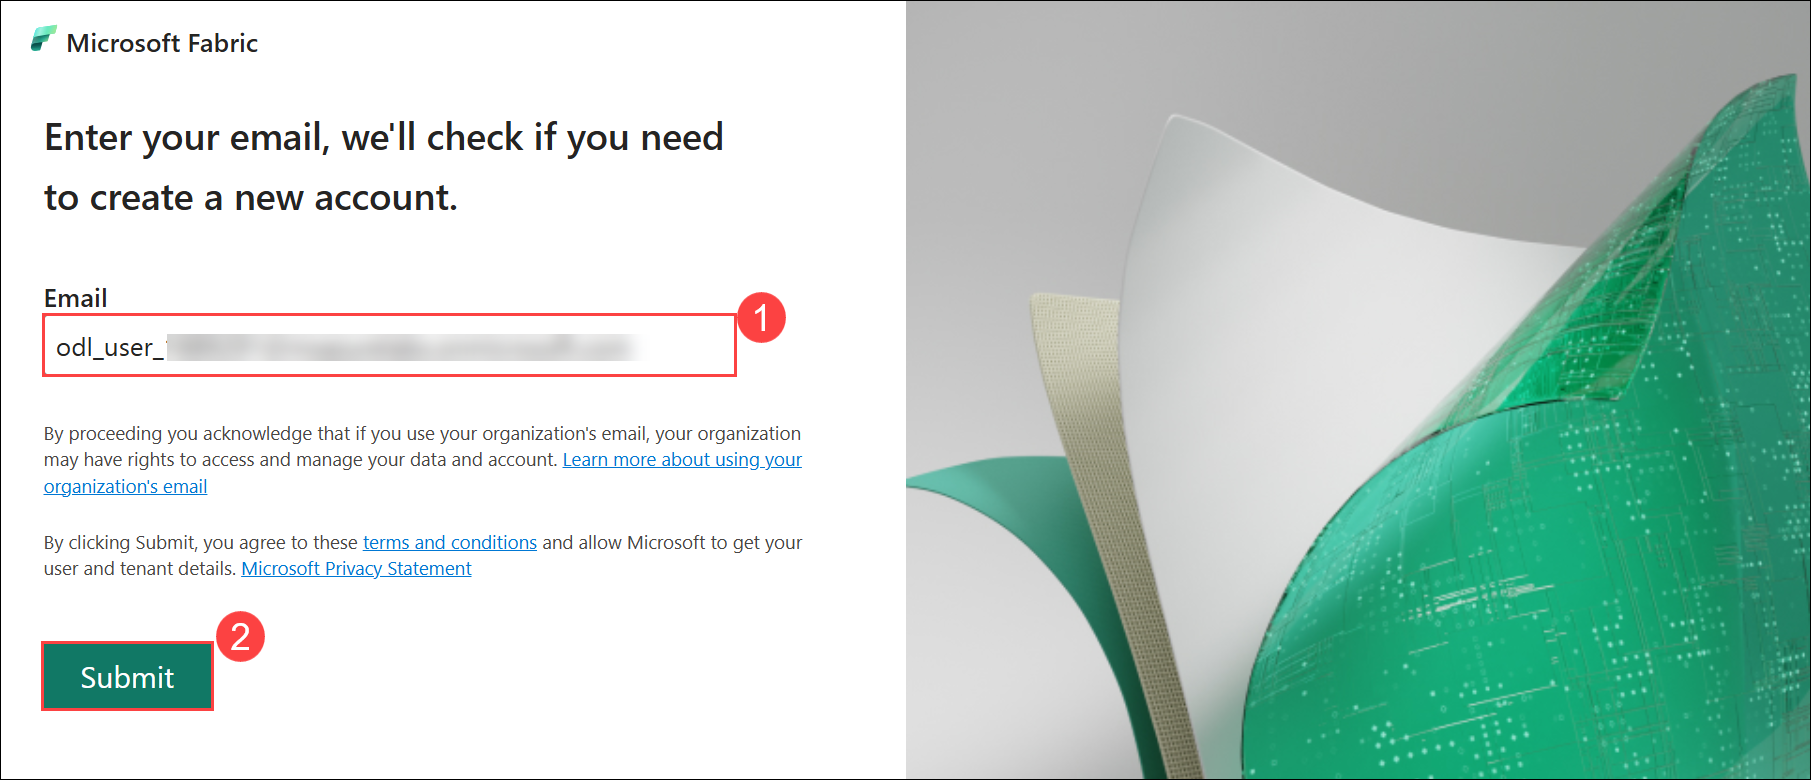 Microsoft Fabric
Enter your email, we'll check if you need
to create a new account.
Email
1
odl_user_
By proceeding you acknowledge that if you use your organization's email, your organization
may have rights to access and manage your data and account. Learn more about using your
organization's email
By clicking Submit, you agree to these terms and conditions and allow Microsoft to get your
user and tenant details. Microsoft Privacy Statement
2
Submit